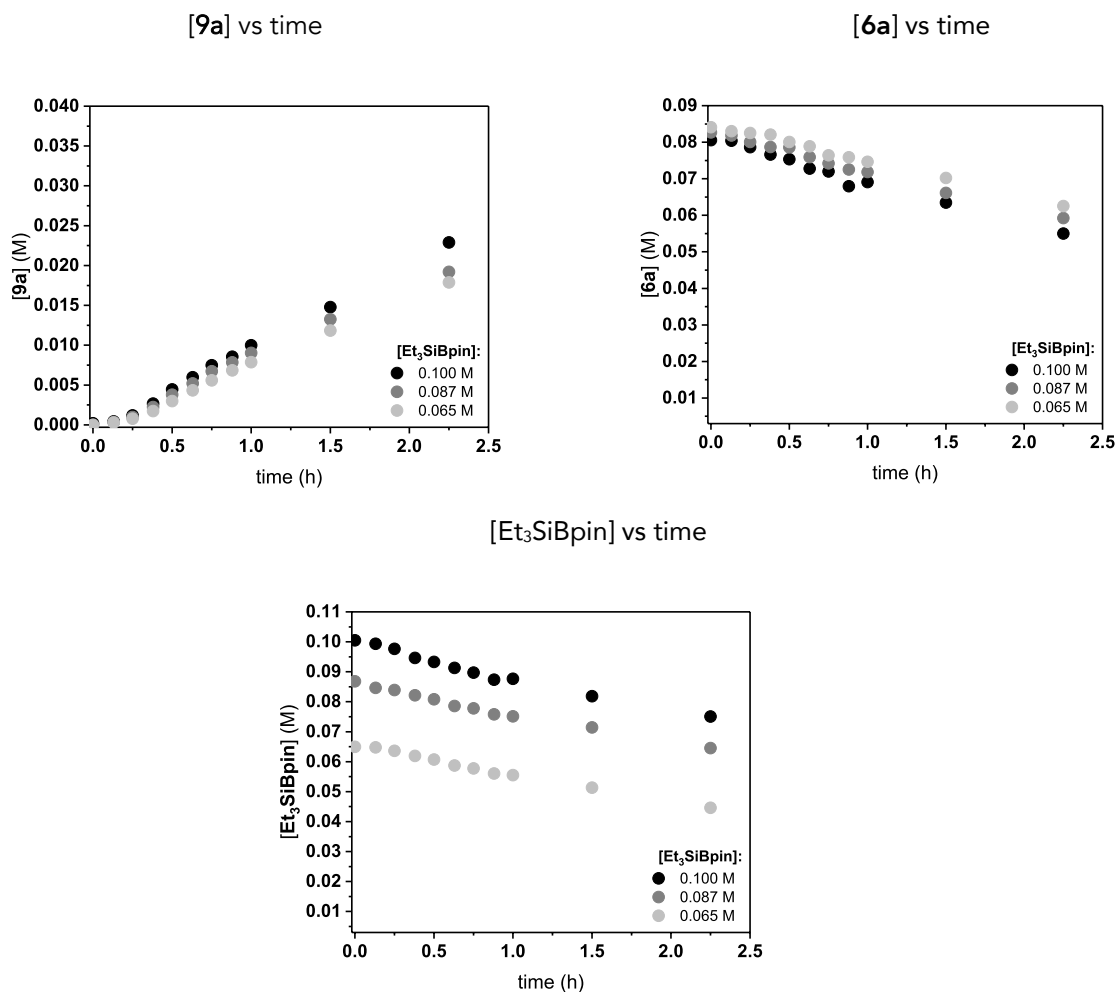 [9a] vs time
[6a] vs time
0.040
0.035
0.030
0.025
0.020
0.015
0.010
0.005
0.000
[9a] (M)
0.0 0.5 1.0 1.5 2.0 2.5
time (h)
[Et₃SiBpin]:
0.100 M
0.087 M
0.065 M
0.09
0.08
0.07
0.06
0.05
0.04
0.03
0.02
0.01
[6a] (M)
0.0 0.5 1.0 1.5 2.0 2.5
time (h)
[Et₃SiBpin]:
0.100 M
0.087 M
0.065 M
[Et₃SiBpin] vs time
0.11
0.10
0.09
0.08
0.07
0.06
0.05
0.04
0.03
0.02
0.01
[Et₃SiBpin] (M)
0.0 0.5 1.0 1.5 2.0 2.5
time (h)
[Et₃SiBpin]:
0.100 M
0.087 M
0.065 M